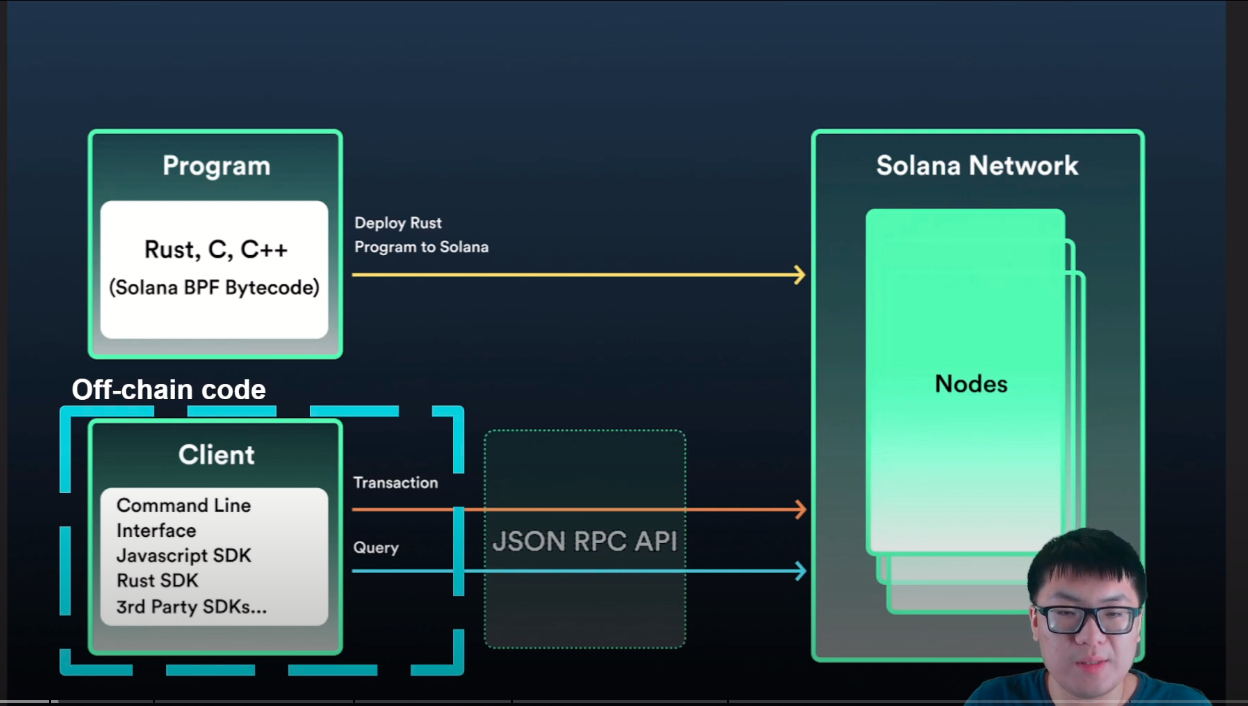 Program
Rust, C, C++
(Solana BPF Bytecode)
Deploy Rust
Program to Solana
Solana Network
Nodes
Off-chain code
Client
Command Line
Interface
Javascript SDK
Rust SDK
3rd Party SDKs...
Transaction
Query
JSON RPC API